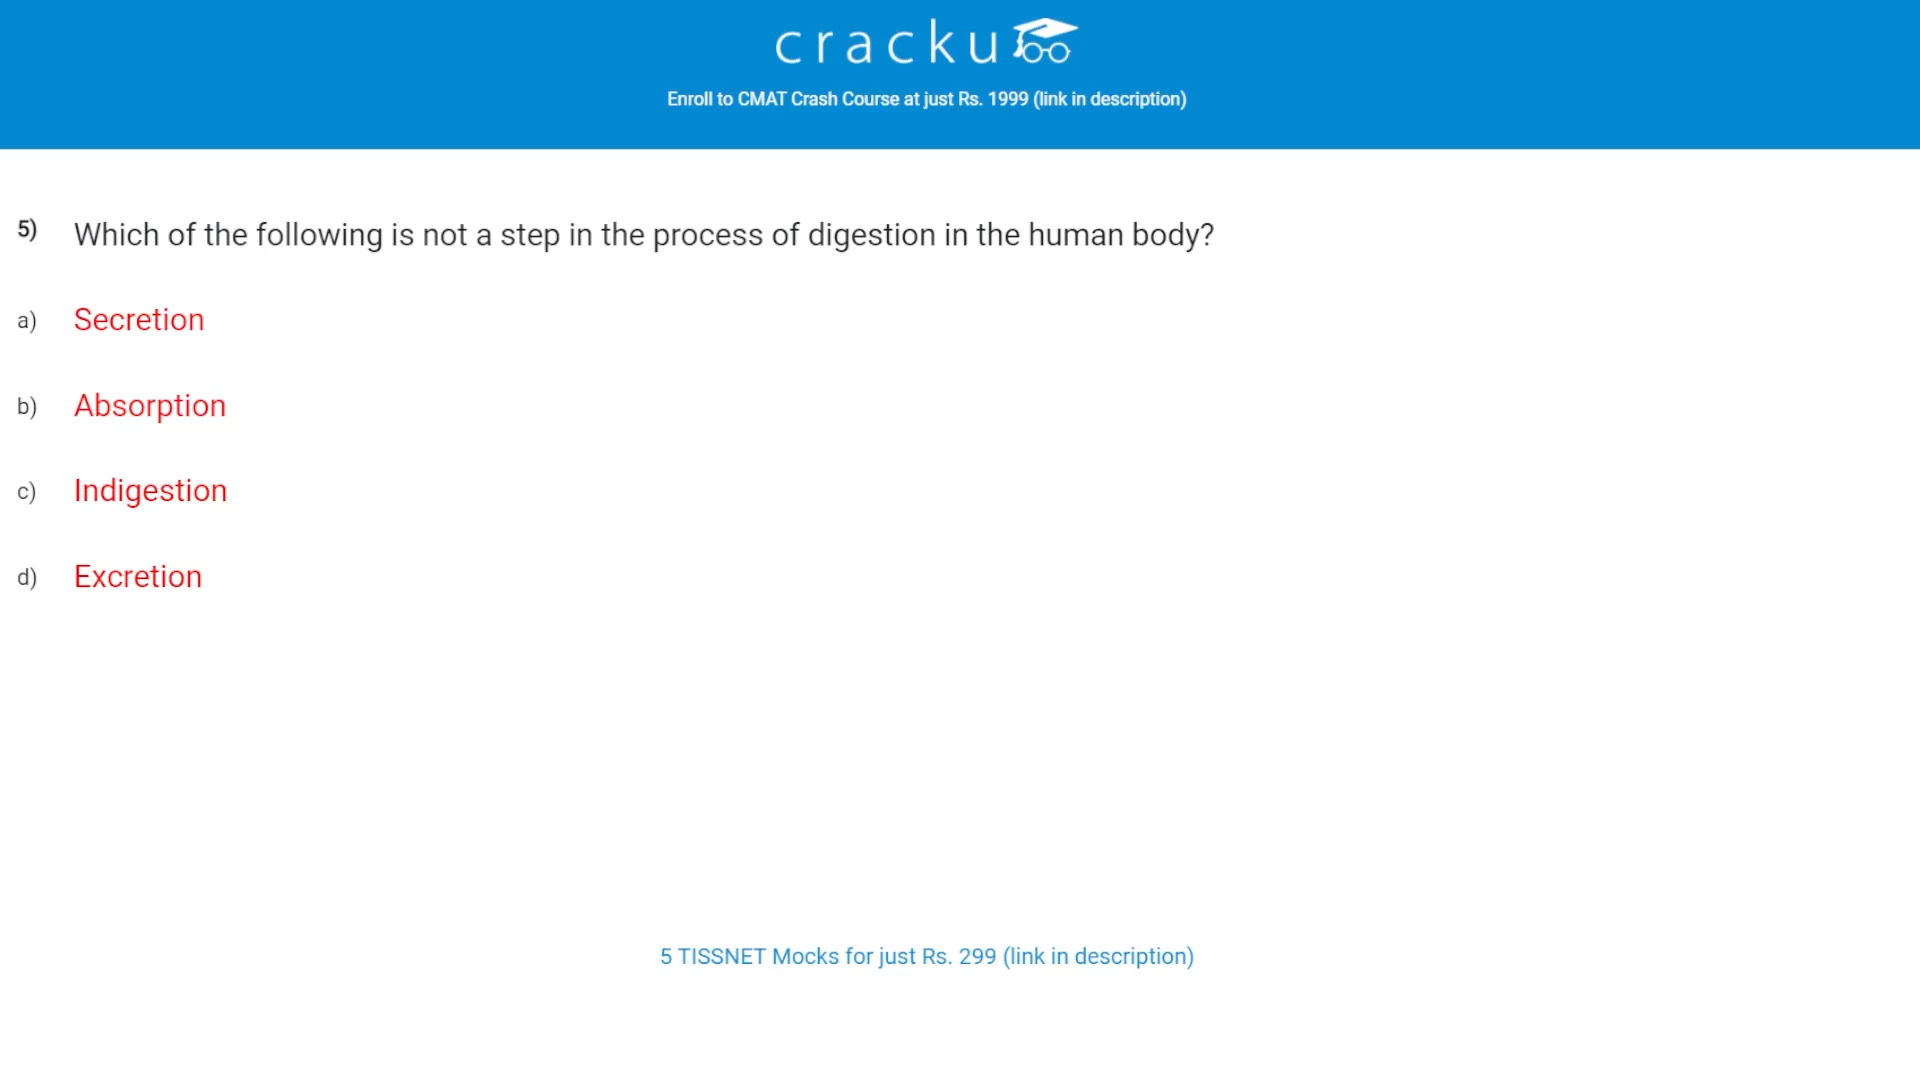 cracku
Enroll to CMAT Crash Course at just Rs. 1999 (link in description)
5) Which of the following is not a step in the process of digestion in the human body?
a) Secretion
b) Absorption
c) Indigestion
d) Excretion
5 TISSNET Mocks for just Rs. 299 (link in description)